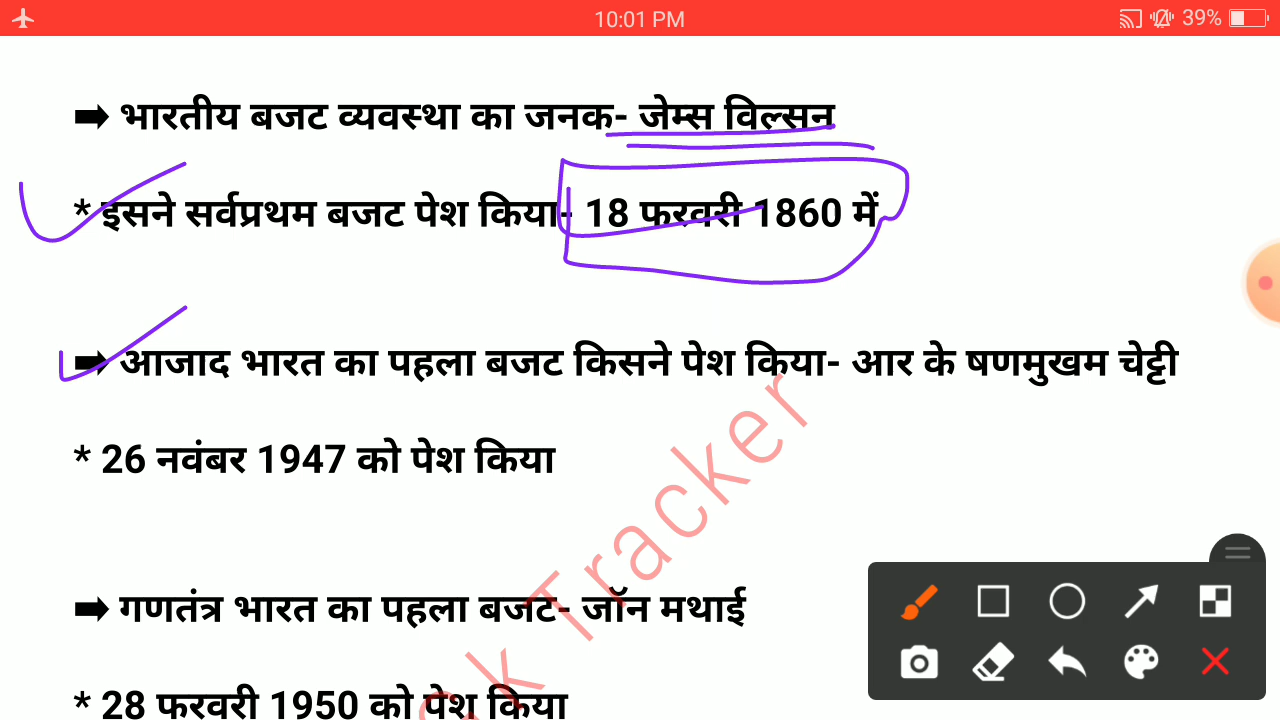 10:01 PM
39%
➡ भारतीय बजट व्यवस्था का जनक- जेम्स विल्सन
* इसने सर्वप्रथम बजट पेश किया- 18 फरवरी 1860 में
➡ आजाद भारत का पहला बजट किसने पेश किया- आर के षणमुखम चेट्टी
* 26 नवंबर 1947 को पेश किया
➡ गणतंत्र भारत का पहला बजट- जॉन मथाई
* 28 फरवरी 1950 को पेश किया
Tracker